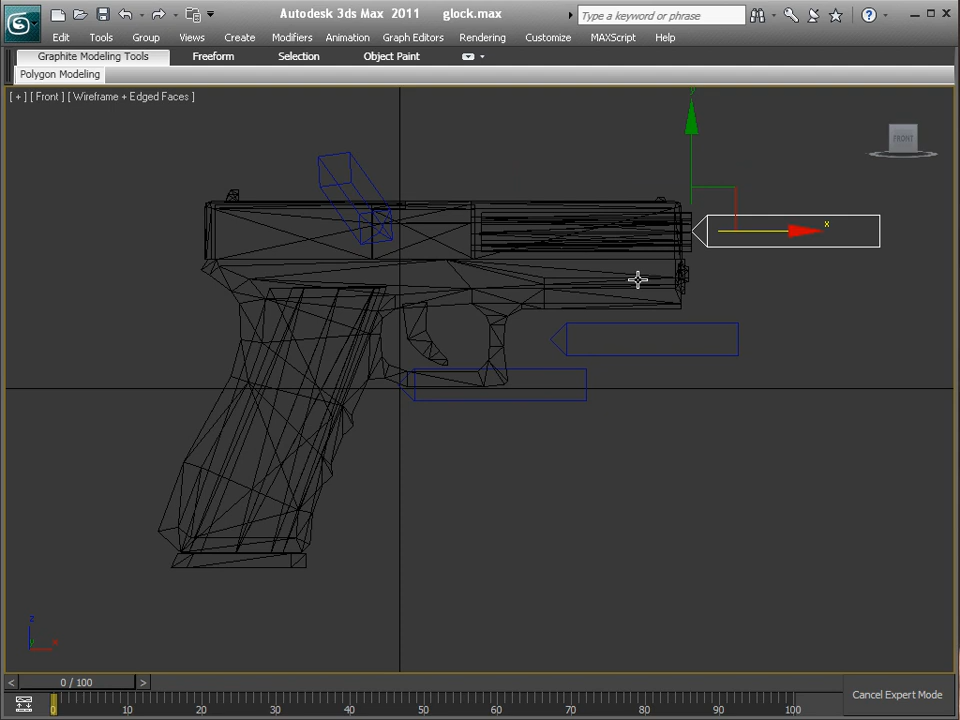 Autodesk 3ds Max 2011 glock.max
Type a keyword or phrase
Edit Tools Group Views Create Modifiers Animation Graph Editors Rendering Customize MAXScript Help
Graphite Modeling Tools Freeform Selection Object Paint
Polygon Modeling
[ + ] [ Front ] [ Wireframe + Edged Faces ]
y
FRONT
x
z
y x
< 0 / 100 >
0 10 20 30 40 50 60 70 80 90 100
Cancel Expert Mode